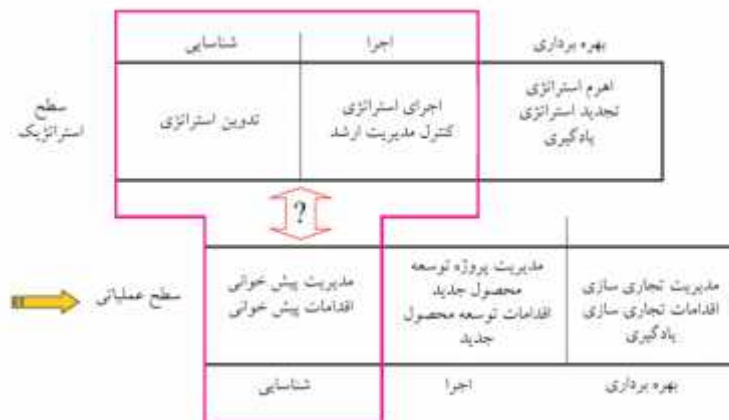 شناسایی
اجرا
بهره برداری
سطح
استراتژیک
تدوین استراتژی
اجرای استراتژی
کنترل مدیریت ارشد
اهرم استراتژی
تجدید استراتژی
یادگیری
?
سطح عملیاتی
مدیریت پیش خوانی
اقدامات پیش خوانی
مدیریت پروژه توسعه
محصول جدید
اقدامات توسعه محصول
جدید
مدیریت تجاری سازی
اقدامات تجاری سازی
یادگیری
شناسایی
اجرا
بهره برداری